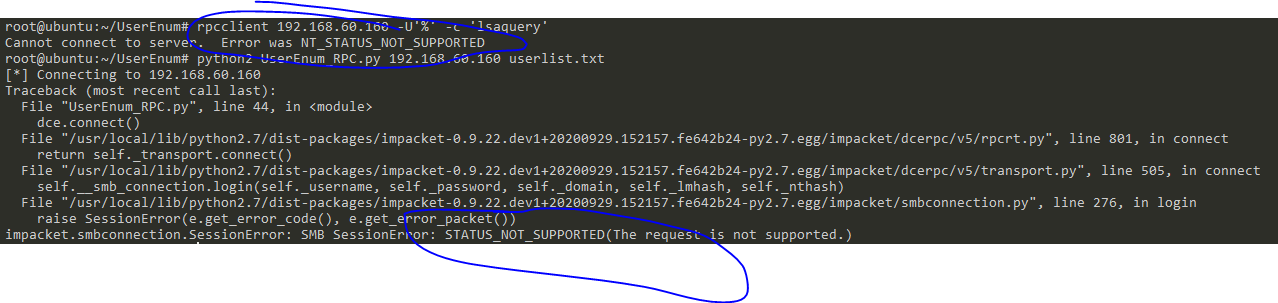 root@ubuntu:~/UserEnum# rpcclient 192.168.60.160 -U'%' -c 'lsaquery'
Cannot connect to server.  Error was NT_STATUS_NOT_SUPPORTED
root@ubuntu:~/UserEnum# python2 UserEnum_RPC.py 192.168.60.160 userlist.txt
[*] Connecting to 192.168.60.160
Traceback (most recent call last):
  File "UserEnum_RPC.py", line 44, in <module>
    dce.connect()
  File "/usr/local/lib/python2.7/dist-packages/impacket-0.9.22.dev1+20200929.152157.fe642b24-py2.7.egg/impacket/dcerpc/v5/rpcrt.py", line 801, in connect
    return self._transport.connect()
  File "/usr/local/lib/python2.7/dist-packages/impacket-0.9.22.dev1+20200929.152157.fe642b24-py2.7.egg/impacket/dcerpc/v5/transport.py", line 505, in connect
    self.__smb_connection.login(self._username, self._password, self._domain, self._lmhash, self._nthash)
  File "/usr/local/lib/python2.7/dist-packages/impacket-0.9.22.dev1+20200929.152157.fe642b24-py2.7.egg/impacket/smbconnection.py", line 276, in login
    raise SessionError(e.get_error_code(), e.get_error_packet())
impacket.smbconnection.SessionError: SMB SessionError: STATUS_NOT_SUPPORTED(The request is not supported.)